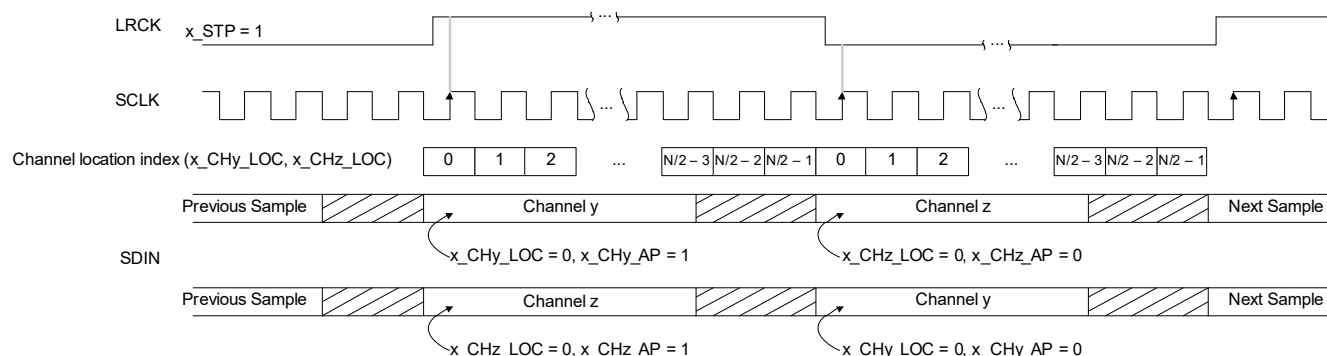 LRCK
x_STP = 1
...
...
SCLK
...
...
Channel location index (x_CHy_LOC, x_CHz_LOC)
0 1 2 ... N/2 – 3 N/2 – 2 N/2 – 1 0 1 2 ... N/2 – 3 N/2 – 2 N/2 – 1
Previous Sample Channel y Channel z Next Sample
x_CHy_LOC = 0, x_CHy_AP = 1 x_CHz_LOC = 0, x_CHz_AP = 0
SDIN
Previous Sample Channel z Channel y Next Sample
x_CHz_LOC = 0, x_CHz_AP = 1 x_CHy_LOC = 0, x_CHy_AP = 0